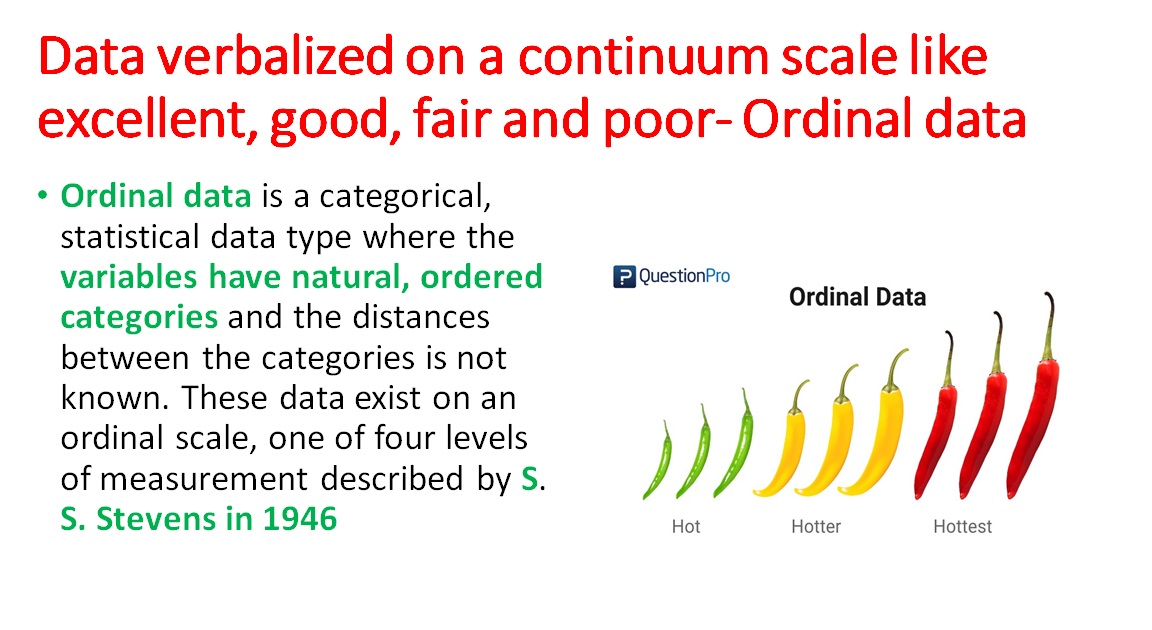 Data verbalized on a continuum scale like
excellent, good, fair and poor- Ordinal data
• Ordinal data is a categorical,
statistical data type where the
variables have natural, ordered
categories and the distances
between the categories is not
known. These data exist on an
ordinal scale, one of four levels
of measurement described by S.
S. Stevens in 1946
QuestionPro
Ordinal Data
Hot
Hotter
Hottest